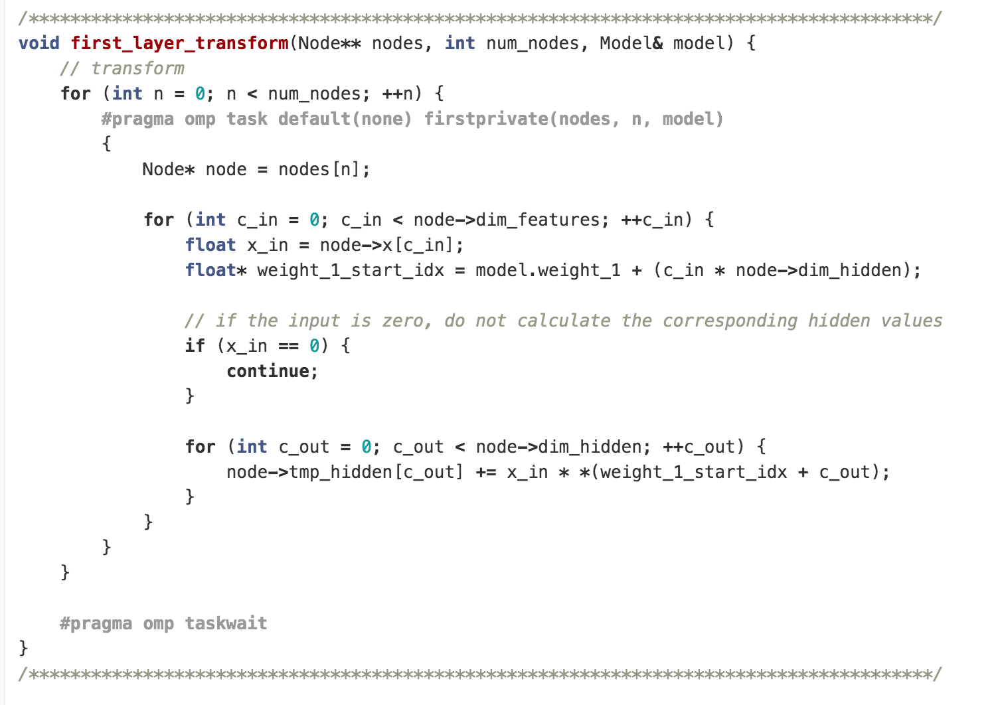 /***************************************************************************************/
void first_layer_transform(Node** nodes, int num_nodes, Model& model) {
    // transform
    for (int n = 0; n < num_nodes; ++n) {
        #pragma omp task default(none) firstprivate(nodes, n, model)
        {
            Node* node = nodes[n];

            for (int c_in = 0; c_in < node->dim_features; ++c_in) {
                float x_in = node->x[c_in];
                float* weight_1_start_idx = model.weight_1 + (c_in * node->dim_hidden);

                // if the input is zero, do not calculate the corresponding hidden values
                if (x_in == 0) {
                    continue;
                }

                for (int c_out = 0; c_out < node->dim_hidden; ++c_out) {
                    node->tmp_hidden[c_out] += x_in * *(weight_1_start_idx + c_out);
                }
            }
        }
    }

    #pragma omp taskwait
}
/***************************************************************************************/